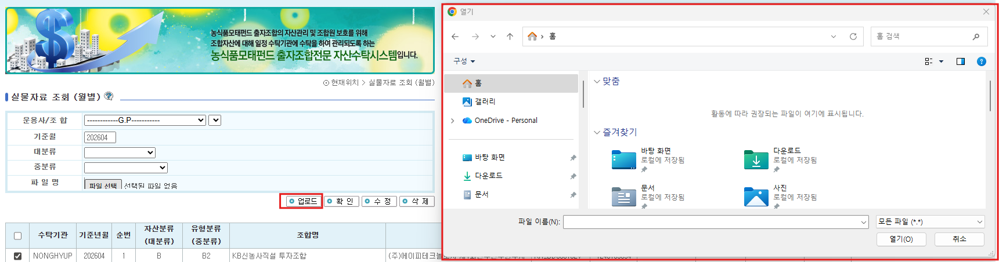 농식품모태펀드 출자조합의 자산관리 및 조합원 보호를 위해
조합자산에 대해 일정 수탁기관에 수탁을 하여 관리되도록 하는
농식품모태펀드 출자조합전문 자산수탁시스템입니다.
현재위치 > 실물자료 조회 (월별)
실물자료 조회 (월별)
운용사/조 합 ------------G.P-----------
기준월 202604
대분류
중분류
파 일 명 파일 선택 선택된 파일 없음
업로드 확 인 수 정 삭 제
수탁기관 기준년월 순번 자산분류 (대분류) 유형분류 (중분류) 조합명
NONGHYUP 202604 1 B B2 KB신농사직설 투자조합
열기
홈
홈 검색
구성
홈
갤러리
OneDrive - Personal
바탕 화면
다운로드
문서
맞춤
활동에 따라 권장되는 파일이 여기에 표시됩니다.
즐겨찾기
바탕 화면
로컬에 저장됨
다운로드
로컬에 저장됨
문서
로컬에 저장됨
사진
로컬에 저장됨
파일 이름(N):
모든 파일 (*.*)
열기(O) 취소